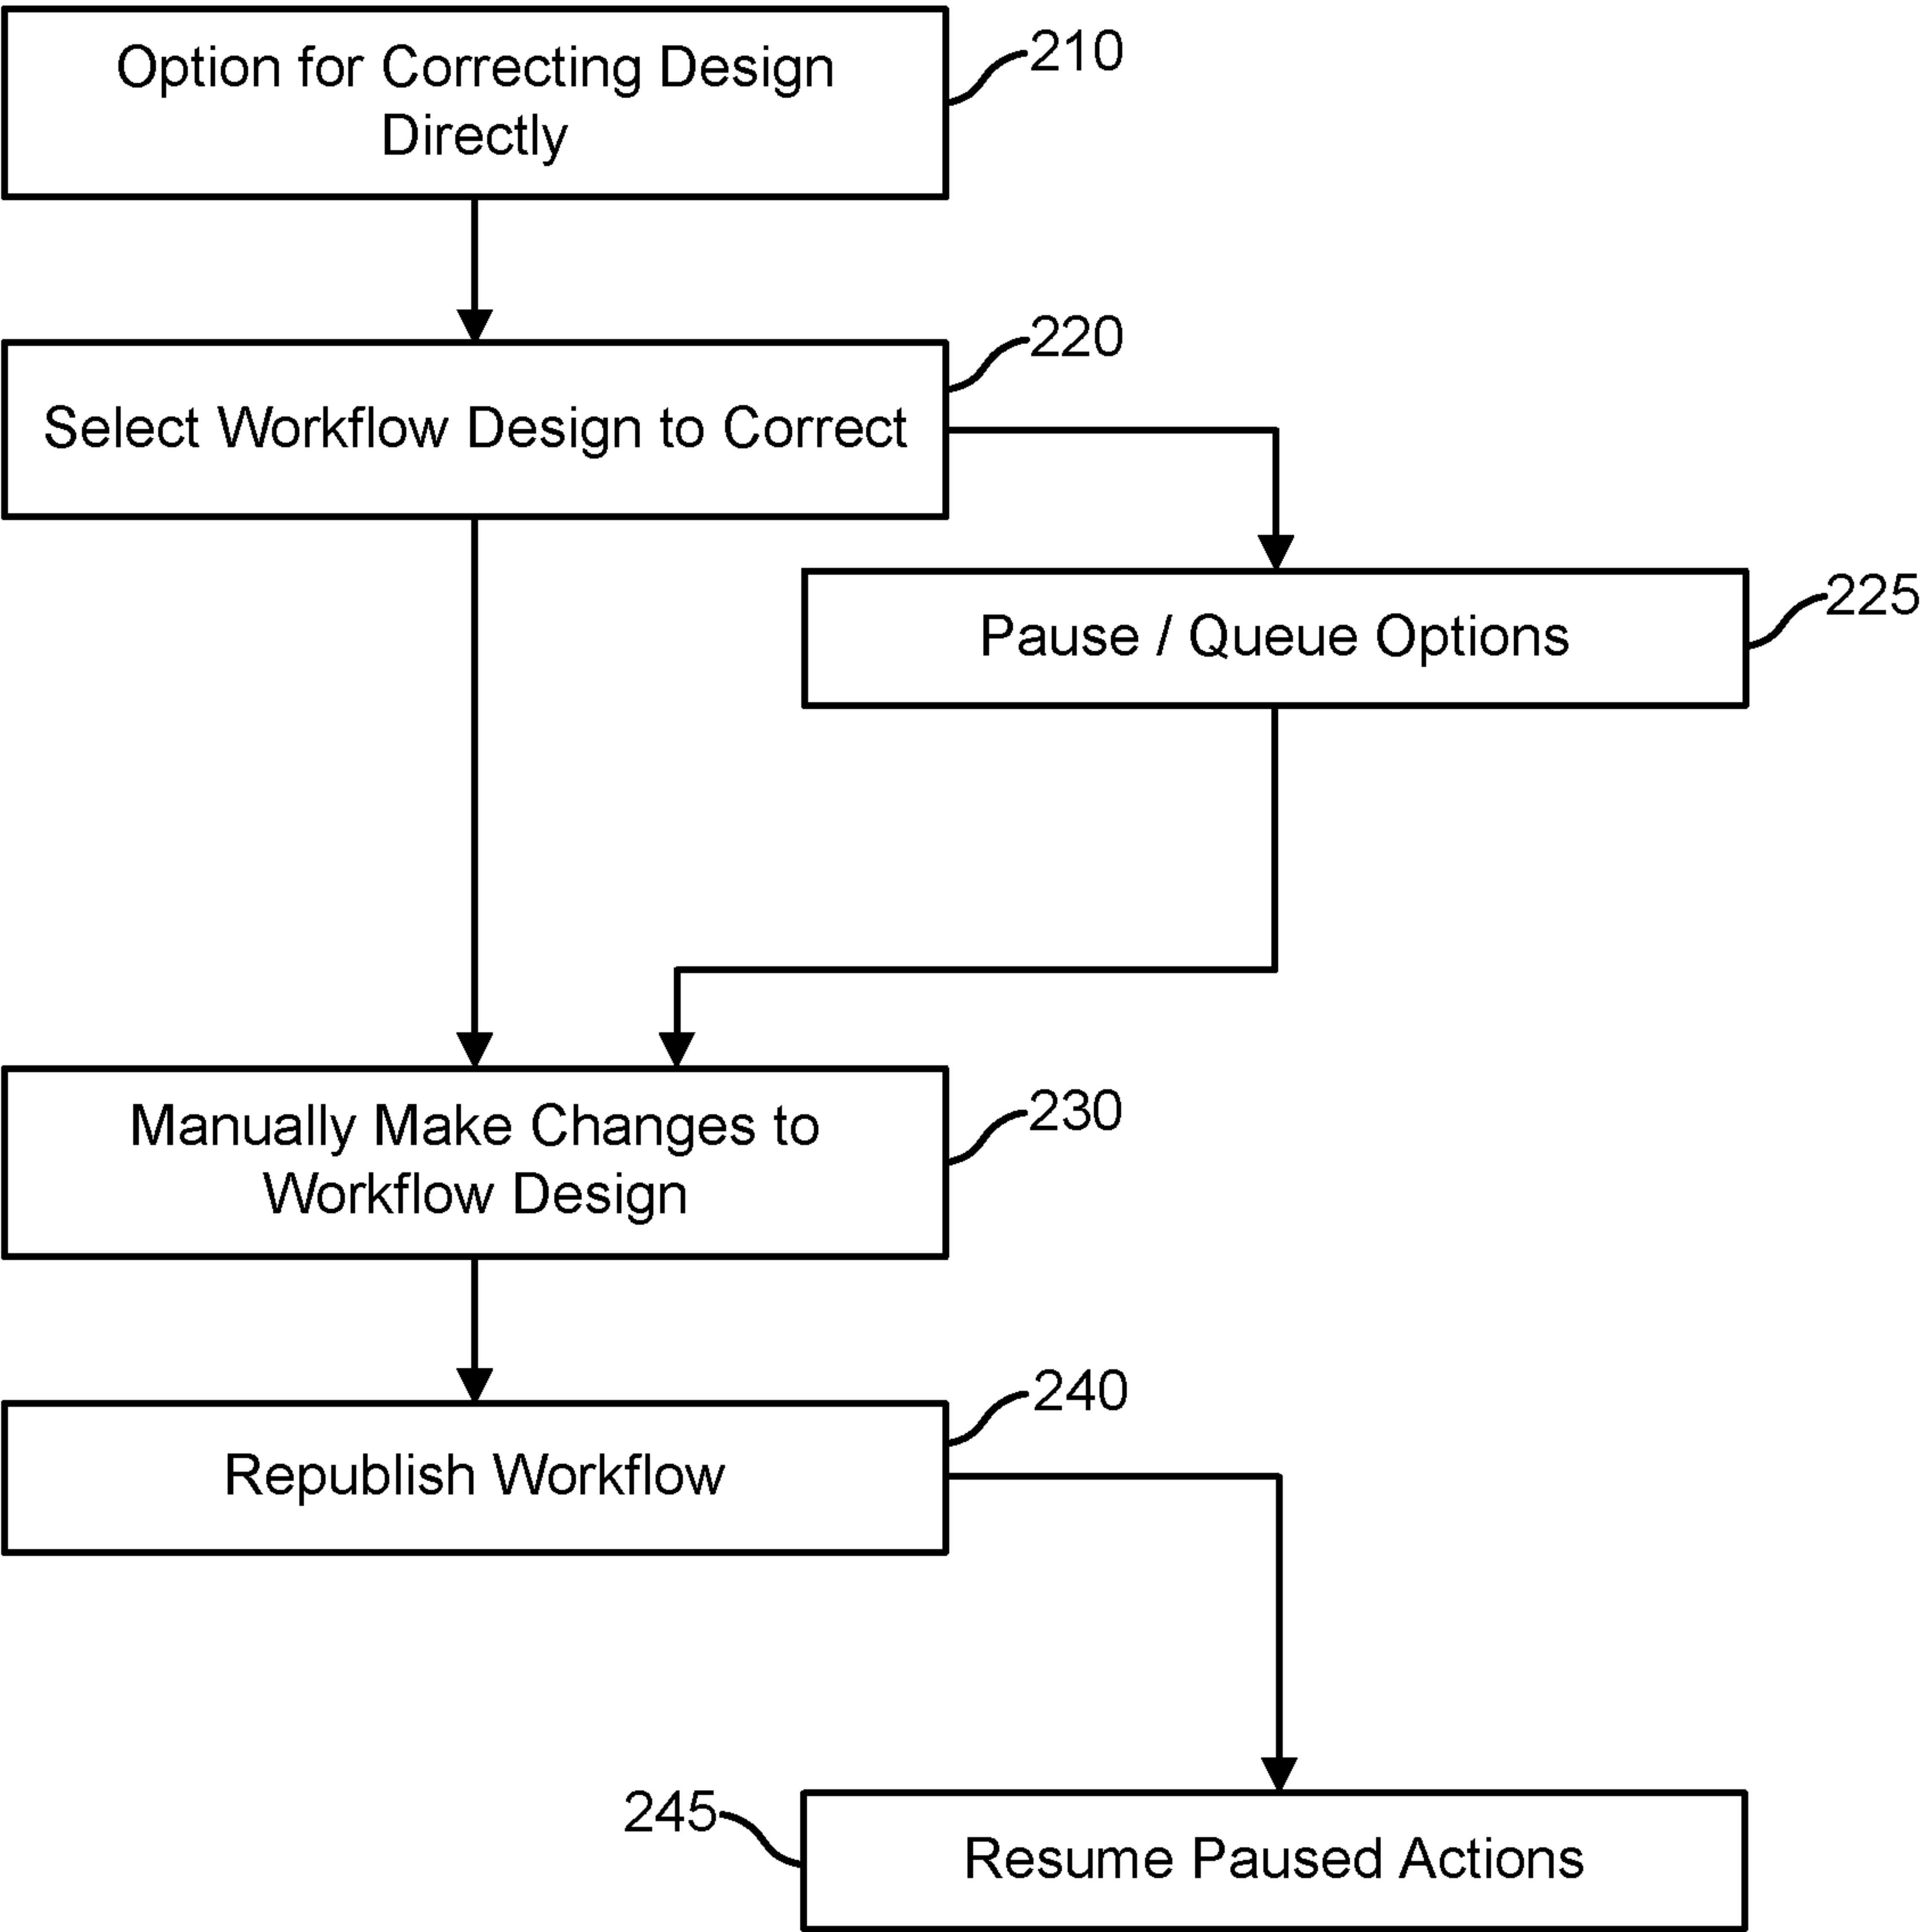 Option for Correcting Design
Directly
210
Select Workflow Design to Correct
220
Pause / Queue Options
225
Manually Make Changes to
Workflow Design
230
Republish Workflow
240
245
Resume Paused Actions